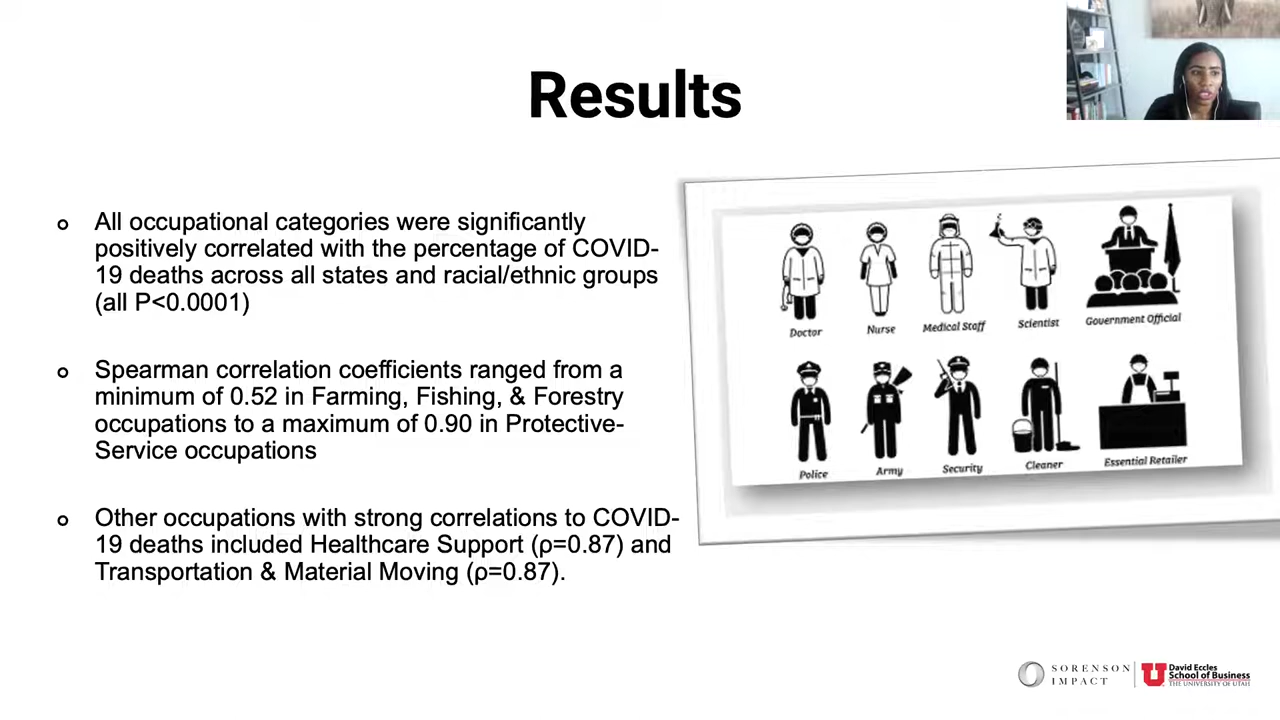 Results
All occupational categories were significantly
positively correlated with the percentage of COVID-
19 deaths across all states and racial/ethnic groups
(all P<0.0001)
Spearman correlation coefficients ranged from a
minimum of 0.52 in Farming, Fishing, & Forestry
occupations to a maximum of 0.90 in Protective-
Service occupations
Other occupations with strong correlations to COVID-
19 deaths included Healthcare Support (ρ=0.87) and
Transportation & Material Moving (ρ=0.87).
Doctor
Nurse
Medical Staff
Scientist
Government Official
Police
Army
Security
Cleaner
Essential Retailer
SORENSON
IMPACT
U
David Eccles
School of Business
THE UNIVERSITY OF UTAH